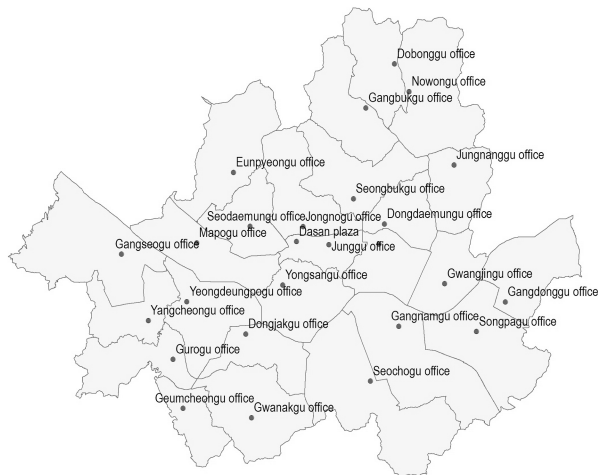 Dobonggu office
Nowongu office
Gangbukgu office
Jungnanggu office
Eunpyeongu office
Seongbukgu office
Seodaemungu office
Jongnogu office
Dongdaemungu office
Mapogu office
Dasan plaza
Junggu office
Gangseogu office
Yongsangu office
Gwangjingu office
Yeongdeungpogu office
Gangdonggu office
Yangcheongu office
Dongjakgu office
Gangnamgu office
Songpagu office
Gurogu office
Seochogu office
Geumcheongu office
Gwanakgu office